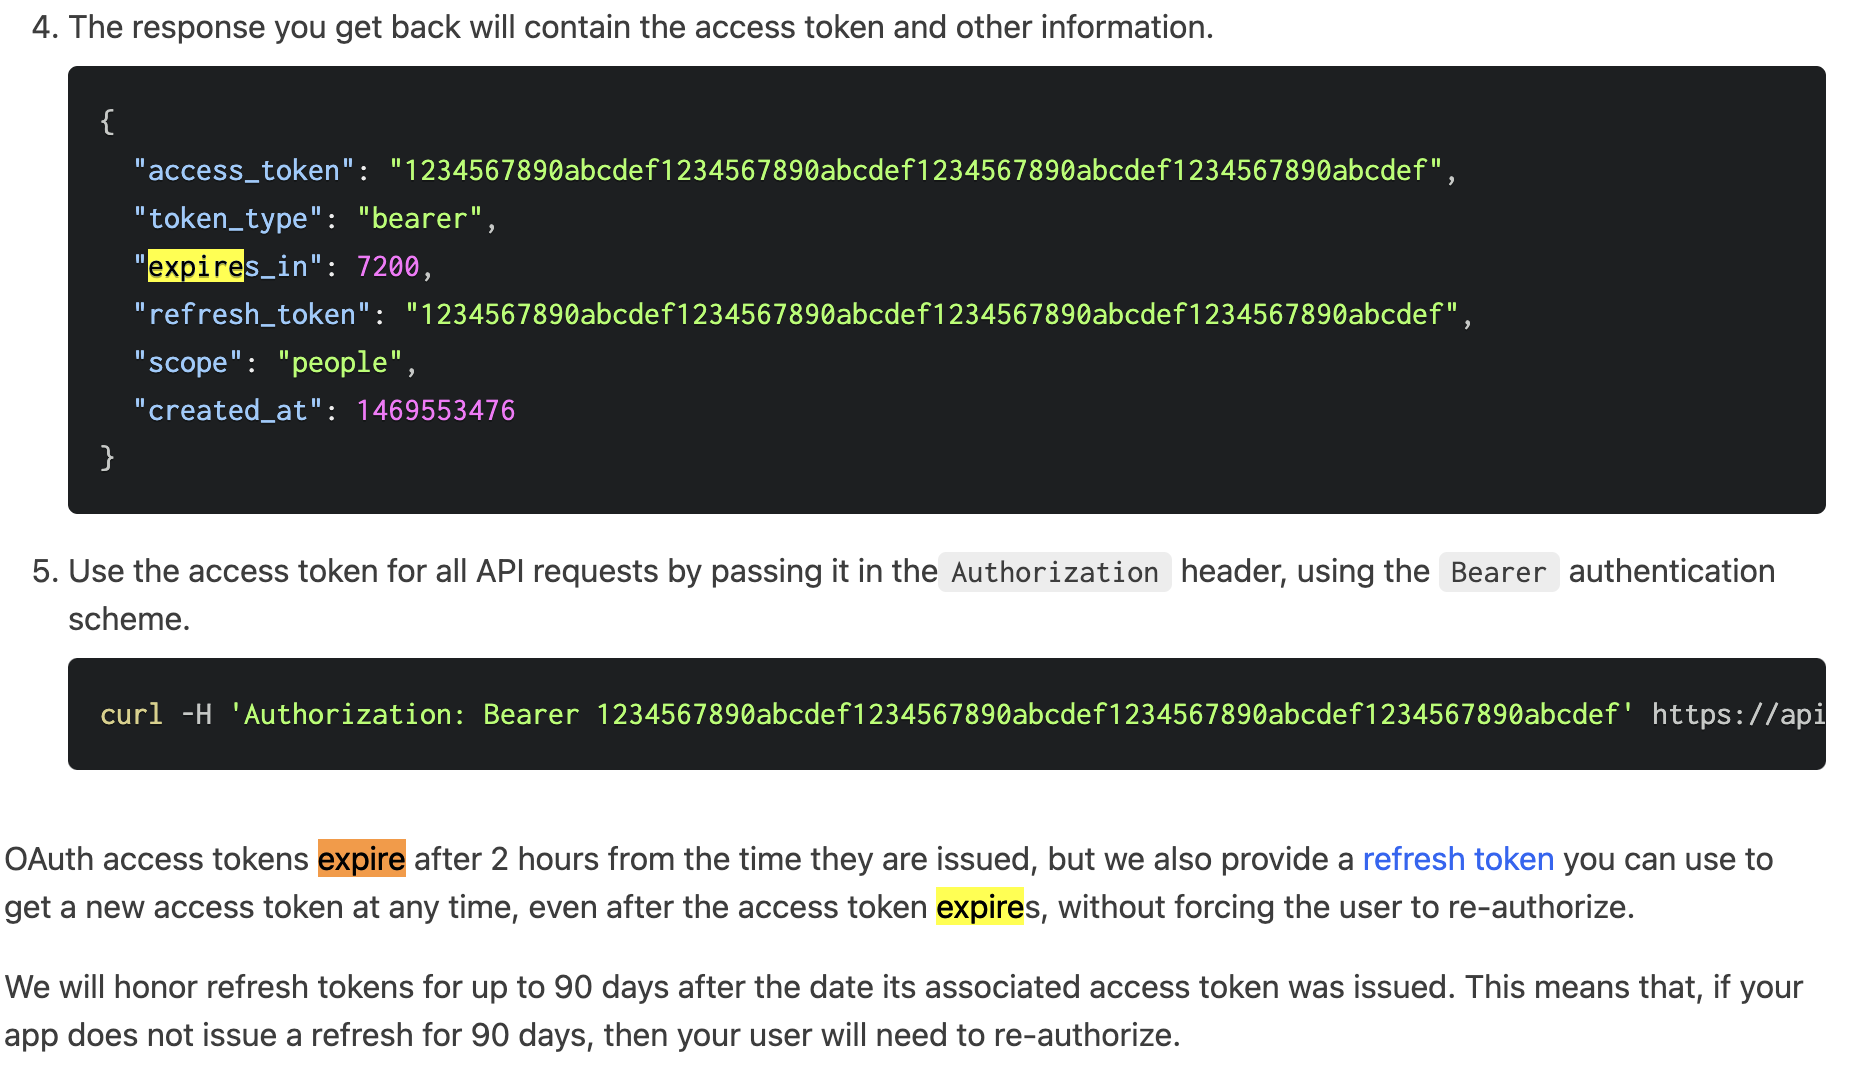 4. The response you get back will contain the access token and other information.
{
"access_token": "1234567890abcdef1234567890abcdef1234567890abcdef1234567890abcdef",
"token_type": "bearer",
"expires_in": 7200,
"refresh_token": "1234567890abcdef1234567890abcdef1234567890abcdef1234567890abcdef",
"scope": "people",
"created_at": 1469553476
}
5. Use the access token for all API requests by passing it in the Authorization header, using the Bearer authentication
scheme.
curl -H 'Authorization: Bearer 1234567890abcdef1234567890abcdef1234567890abcdef1234567890abcdef' https://api
OAuth access tokens expire after 2 hours from the time they are issued, but we also provide a refresh token you can use to
get a new access token at any time, even after the access token expires, without forcing the user to re-authorize.
We will honor refresh tokens for up to 90 days after the date its associated access token was issued. This means that, if your
app does not issue a refresh for 90 days, then your user will need to re-authorize.